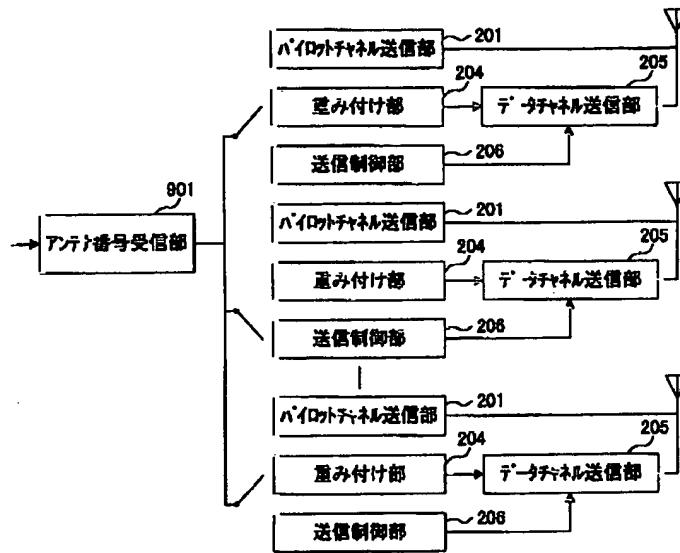 パイロットチャネル送信部
201
重み付け部
204
データチャネル送信部
205
送信制御部
206
アンテナ番号受信部
901
パイロットチャネル送信部
201
重み付け部
204
データチャネル送信部
205
送信制御部
206
パイロットチャネル送信部
201
重み付け部
204
データチャネル送信部
205
送信制御部
206